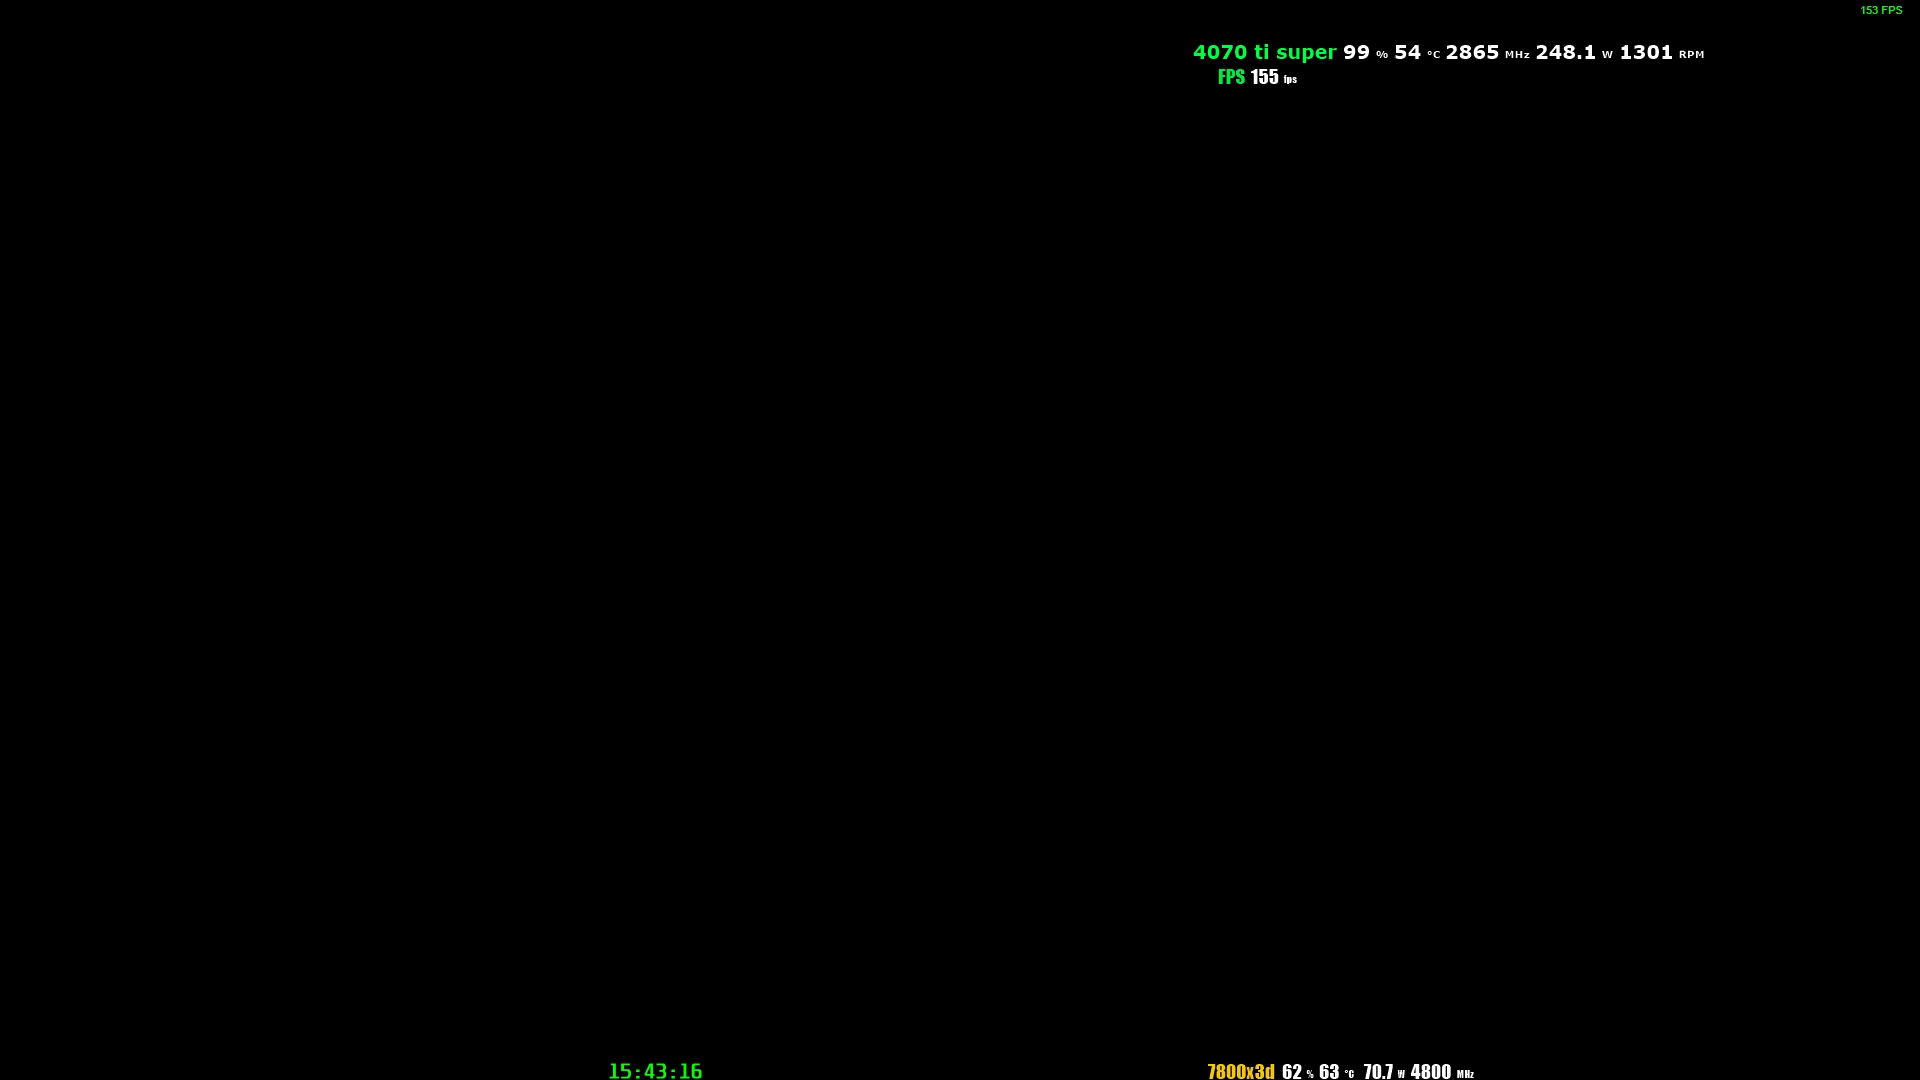 153 FPS
4070 ti super 99 % 54 °C 2865 MHz 248.1 W 1301 RPM
FPS 155 fps
15:43:16
7800x3d 62 % 63 °C 70.7 W 4800 MHz